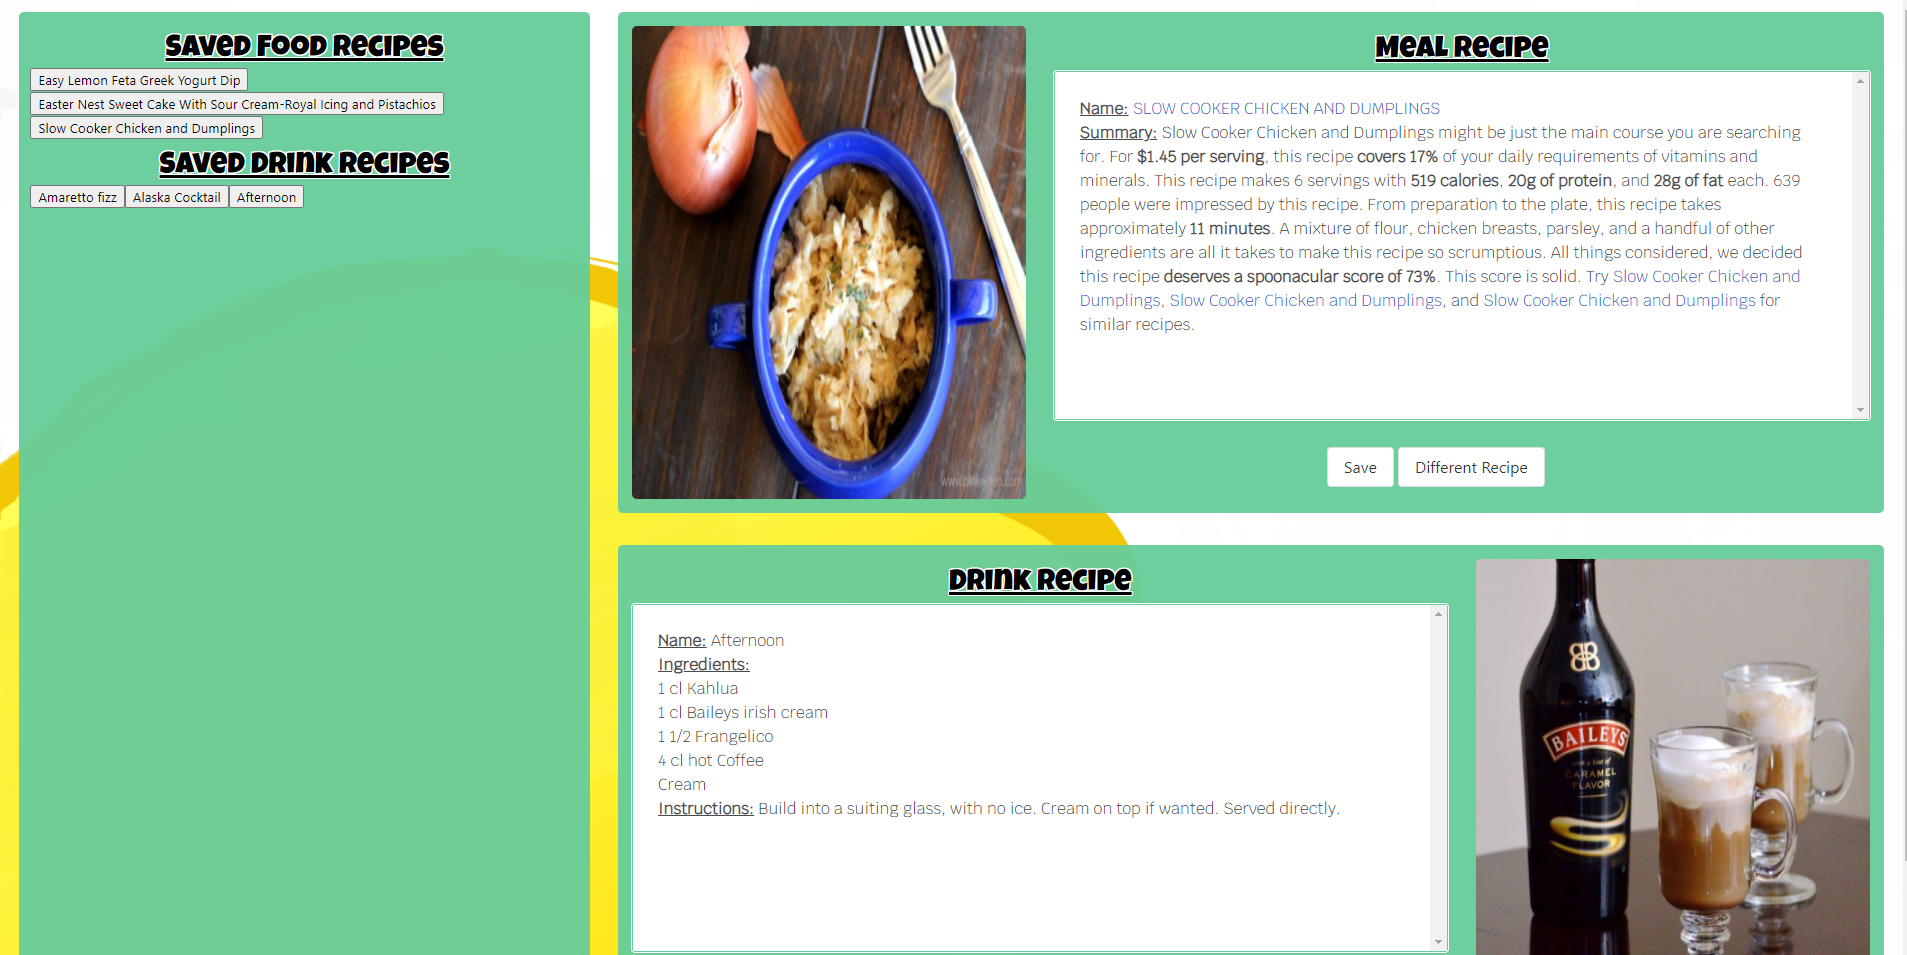 Saved Food Recipes
Easy Lemon Feta Greek Yogurt Dip
Easter Nest Sweet Cake With Sour Cream-Royal Icing and Pistachios
Slow Cooker Chicken and Dumplings
Saved Drink Recipes
Amaretto fizz Alaska Cocktail Afternoon
www.pinkwhen.com
Meal Recipe
Name: SLOW COOKER CHICKEN AND DUMPLINGS
Summary: Slow Cooker Chicken and Dumplings might be just the main course you are searching
for. For $1.45 per serving, this recipe covers 17% of your daily requirements of vitamins and
minerals. This recipe makes 6 servings with 519 calories, 20g of protein, and 28g of fat each. 639
people were impressed by this recipe. From preparation to the plate, this recipe takes
approximately 11 minutes. A mixture of flour, chicken breasts, parsley, and a handful of other
ingredients are all it takes to make this recipe so scrumptious. All things considered, we decided
this recipe deserves a spoonacular score of 73%. This score is solid. Try Slow Cooker Chicken and
Dumplings, Slow Cooker Chicken and Dumplings, and Slow Cooker Chicken and Dumplings for
similar recipes.
Save Different Recipe
Drink Recipe
Name: Afternoon
Ingredients:
1 cl Kahlua
1 cl Baileys irish cream
1 1/2 Frangelico
4 cl hot Coffee
Cream
Instructions: Build into a suiting glass, with no ice. Cream on top if wanted. Served directly.
BAILEYS
with a hint of
CARAMEL
FLAVOR